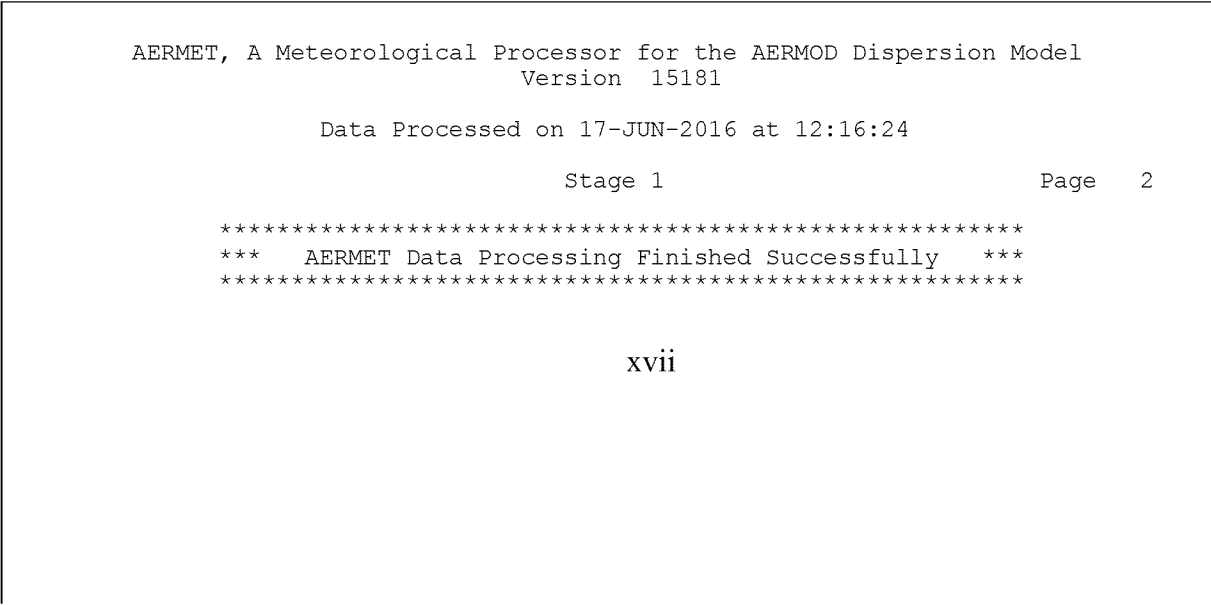 AERMET, A Meteorological Processor for the AERMOD Dispersion Model
Version  15181
Data Processed on 17-JUN-2016 at 12:16:24
Stage 1                          Page   2
********************************************************
***   AERMET Data Processing Finished Successfully   ***
********************************************************
xvii